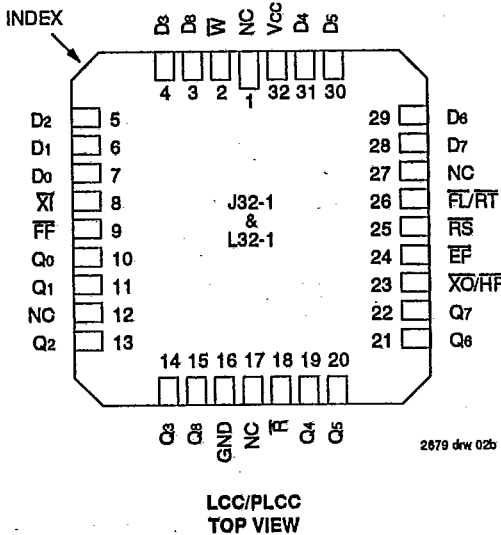 INDEX
D3 D8 W NC VCC D4 D5
4 3 2 1 32 31 30
D2 5
D1 6
D0 7
XI 8
FF 9
Q0 10
Q1 11
NC 12
Q2 13
J32-1
&
L32-1
29 D6
28 D7
27 NC
26 FL/RT
25 RS
24 EF
23 XO/HF
22 Q7
21 Q6
14 15 16 17 18 19 20
Q3 Q8 GND NC R Q4 Q5
2679 drw 02b
LCC/PLCC
TOP VIEW